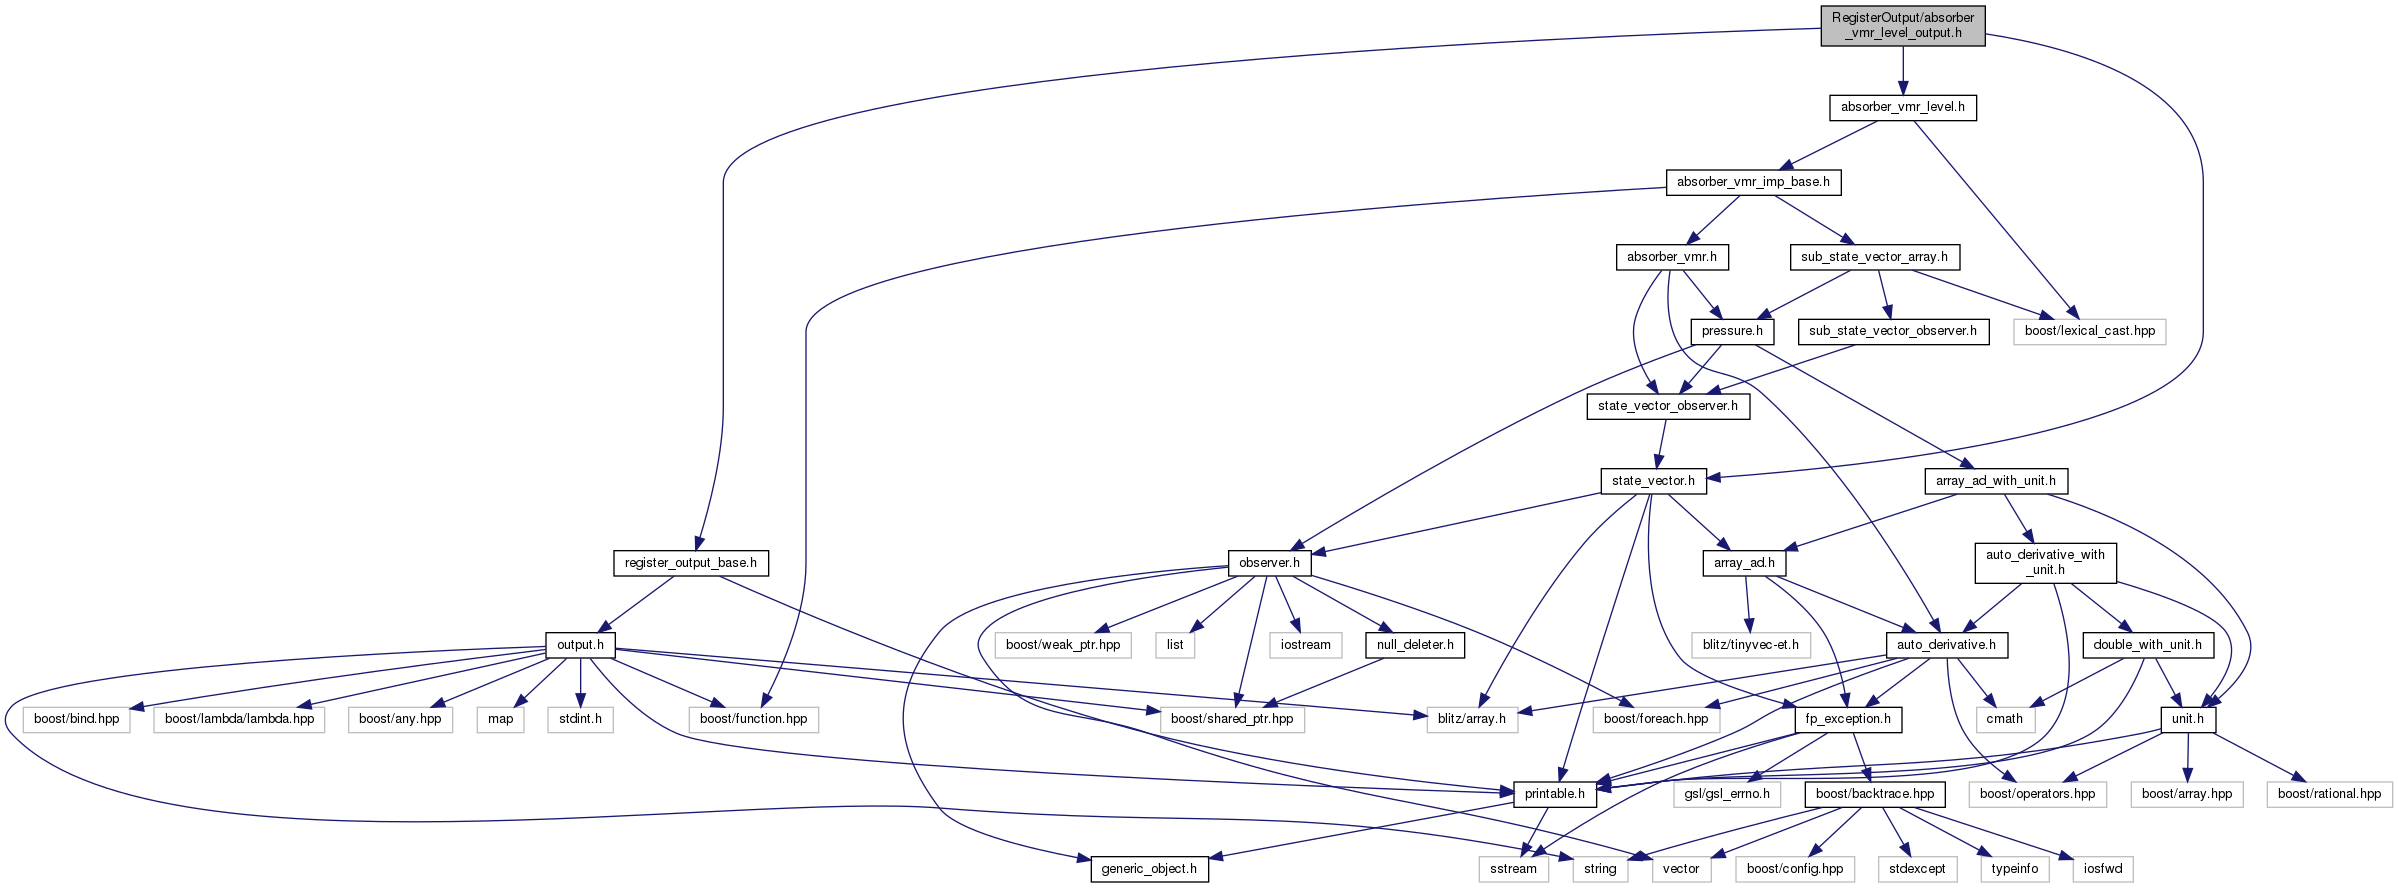 RegisterOutput/absorber
_vmr_level_output.h
absorber_vmr_level.h
absorber_vmr_imp_base.h
absorber_vmr.h
sub_state_vector_array.h
pressure.h
sub_state_vector_observer.h
boost/lexical_cast.hpp
state_vector_observer.h
state_vector.h
array_ad_with_unit.h
register_output_base.h
observer.h
array_ad.h
auto_derivative_with
_unit.h
output.h
boost/weak_ptr.hpp
list
iostream
null_deleter.h
blitz/tinyvec-et.h
auto_derivative.h
double_with_unit.h
boost/bind.hpp
boost/lambda/lambda.hpp
boost/any.hpp
map
stdint.h
boost/function.hpp
boost/shared_ptr.hpp
blitz/array.h
boost/foreach.hpp
fp_exception.h
cmath
unit.h
printable.h
gsl/gsl_errno.h
boost/backtrace.hpp
boost/operators.hpp
boost/array.hpp
boost/rational.hpp
generic_object.h
sstream
string
vector
boost/config.hpp
stdexcept
typeinfo
iosfwd